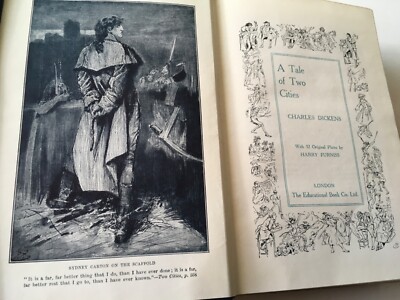 SYDNEY CARTON ON THE SCAFFOLD
"It is a far, far better thing that I do, than I have ever done; it is a far,
far better rest that I go to, than I have ever known."—Two Cities, p.
A Tale
of Two
Cities
CHARLES DICKENS
With 32 Original Plates by
HARRY FURNISS
LONDON
The Educational Book Co. Ltd.